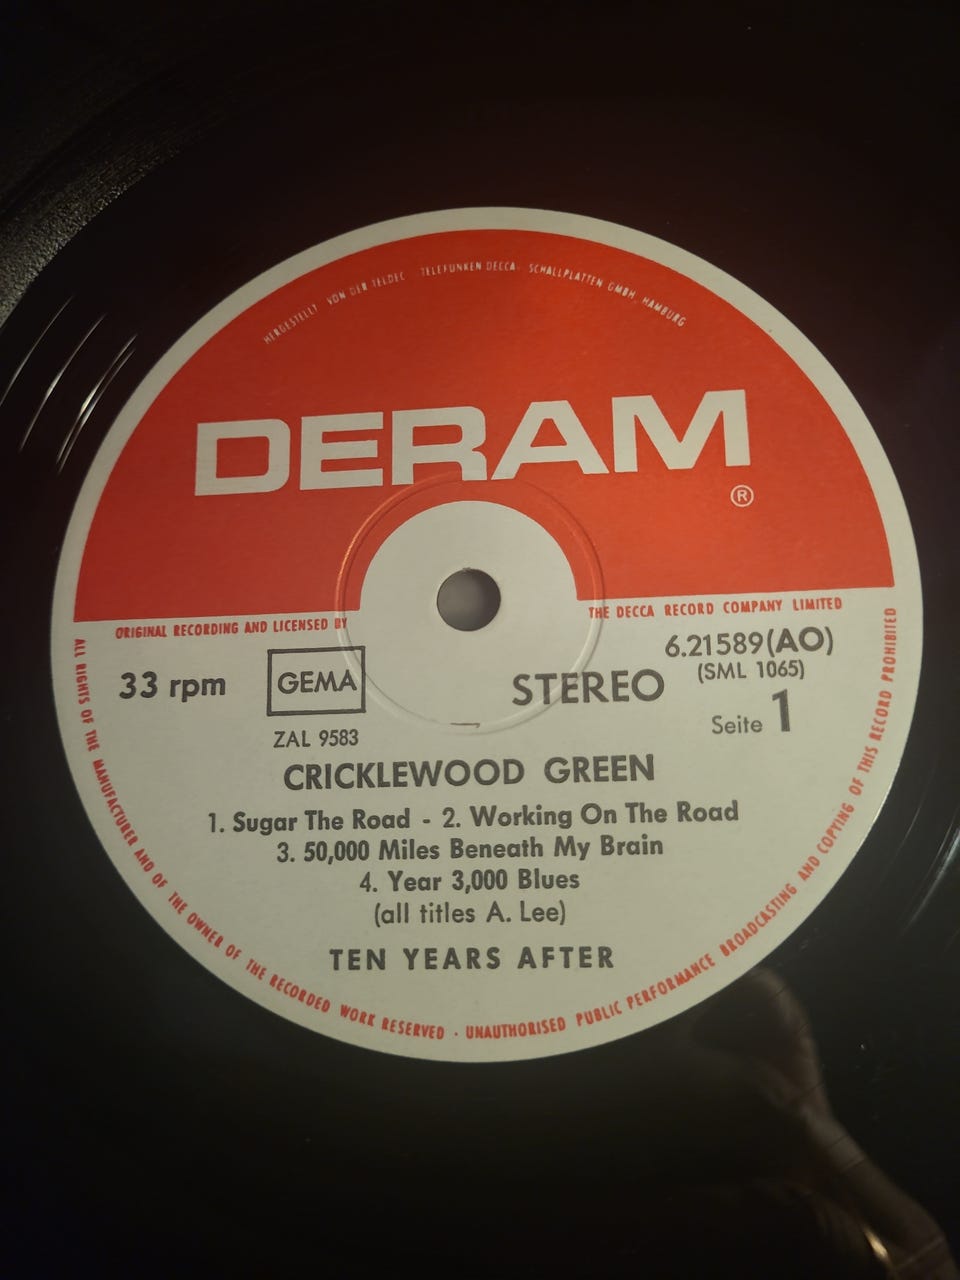 HERGESTELLT VON DER TELDEC TELEFUNKEN DECCA SCHALLPLATTEN GMBH, HAMBURG
DERAM
®
ORIGINAL RECORDING AND LICENSED BY THE DECCA RECORD COMPANY LIMITED
33 rpm
GEMA
STEREO
6.21589(AO)
(SML 1065)
Seite 1
ZAL 9583
CRICKLEWOOD GREEN
1. Sugar The Road - 2. Working On The Road
3. 50,000 Miles Beneath My Brain
4. Year 3,000 Blues
(all titles A. Lee)
TEN YEARS AFTER
ALL RIGHTS OF THE MANUFACTURER AND OF THE OWNER OF THE RECORDED WORK RESERVED · UNAUTHORISED PUBLIC PERFORMANCE BROADCASTING AND COPYING OF THIS RECORD PROHIBITED